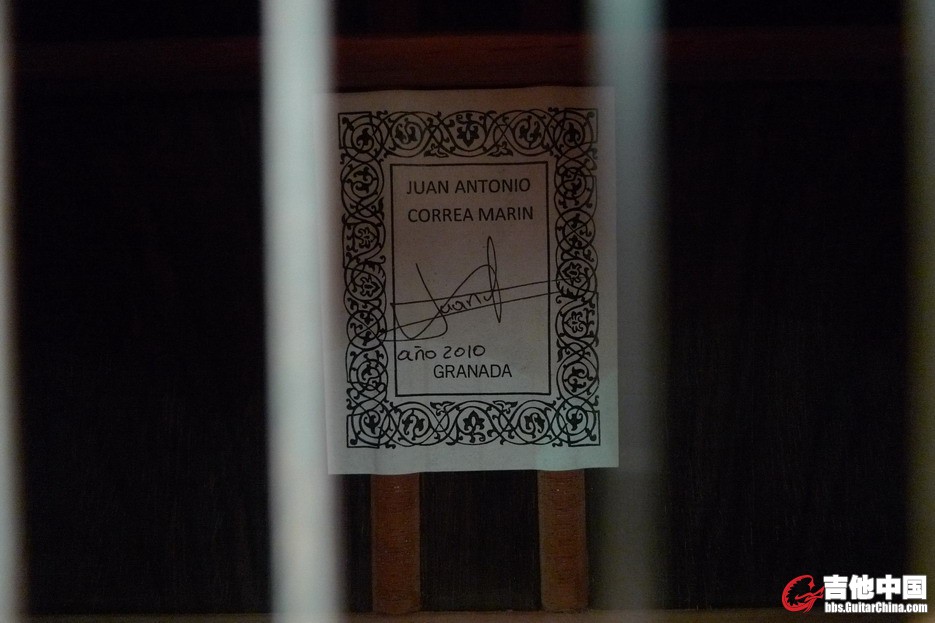 JUAN ANTONIO
CORREA MARIN
año 2010
GRANADA
吉他中国
bbs.GuitarChina.com